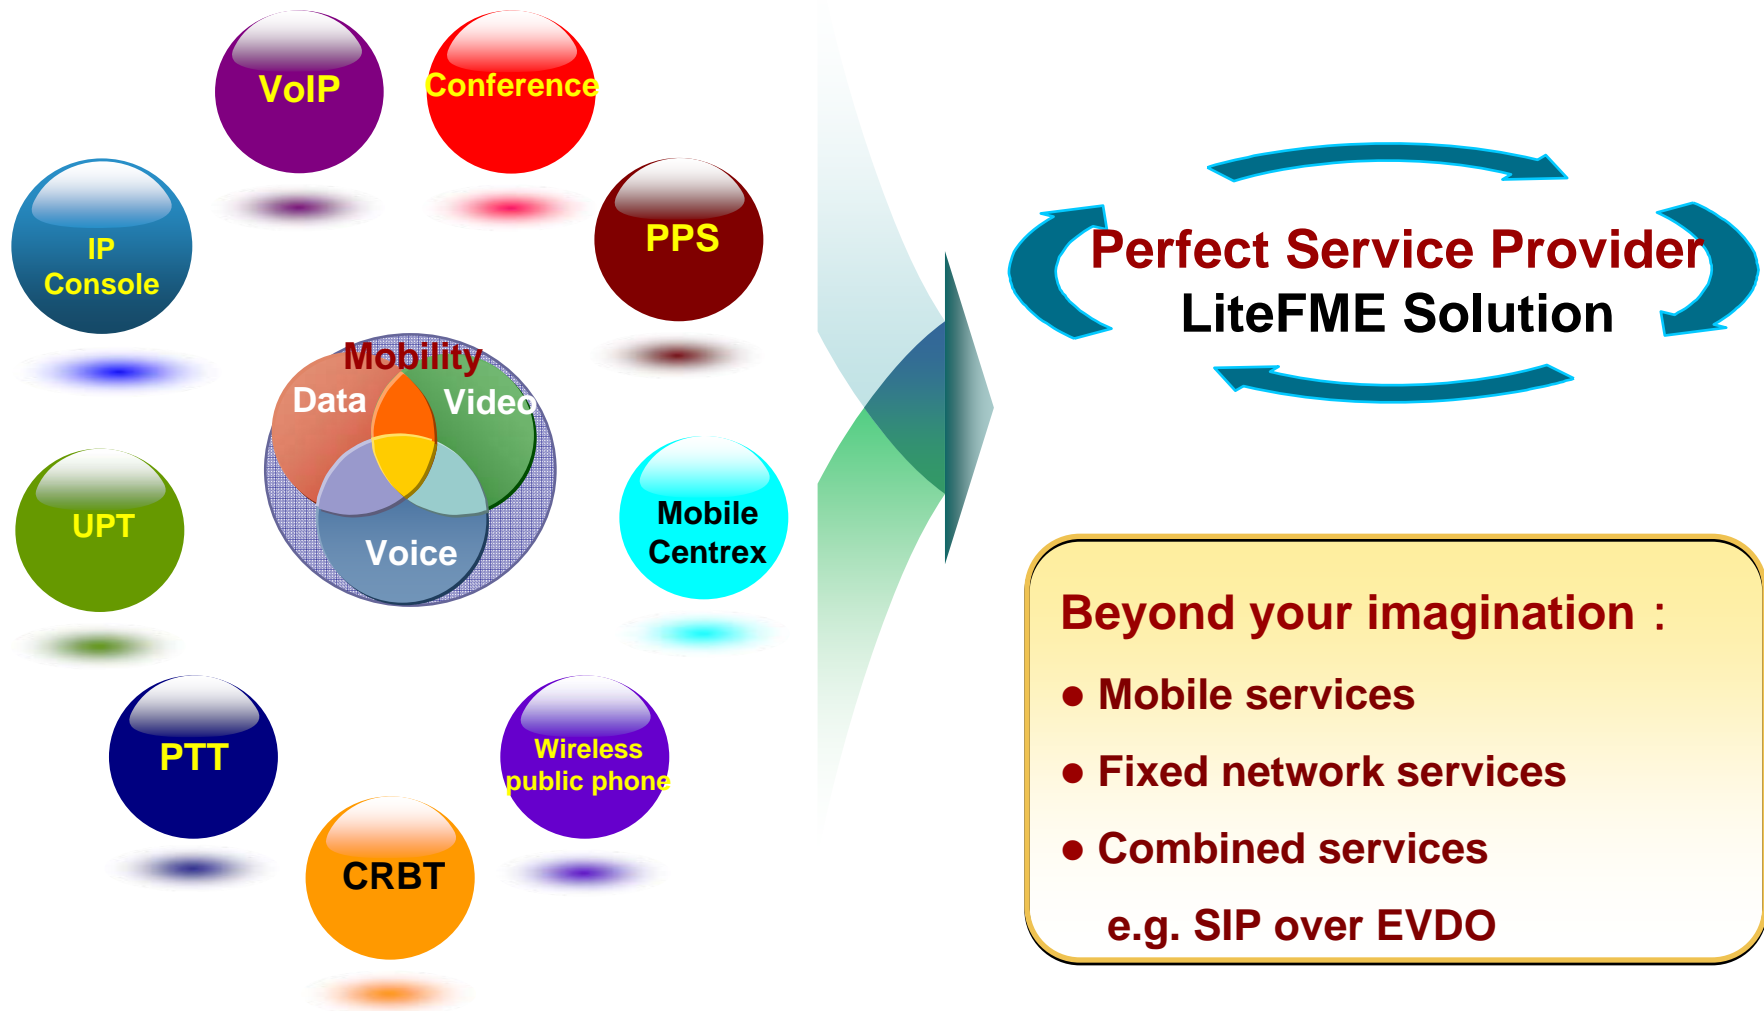 VoIP
Conference
IP
Console
PPS
Mobility
Data
Video
Voice
UPT
Mobile
Centrex
PTT
Wireless
public phone
CRBT
Perfect Service Provider
LiteFME Solution
Beyond your imagination：
● Mobile services
● Fixed network services
● Combined services
e.g. SIP over EVDO